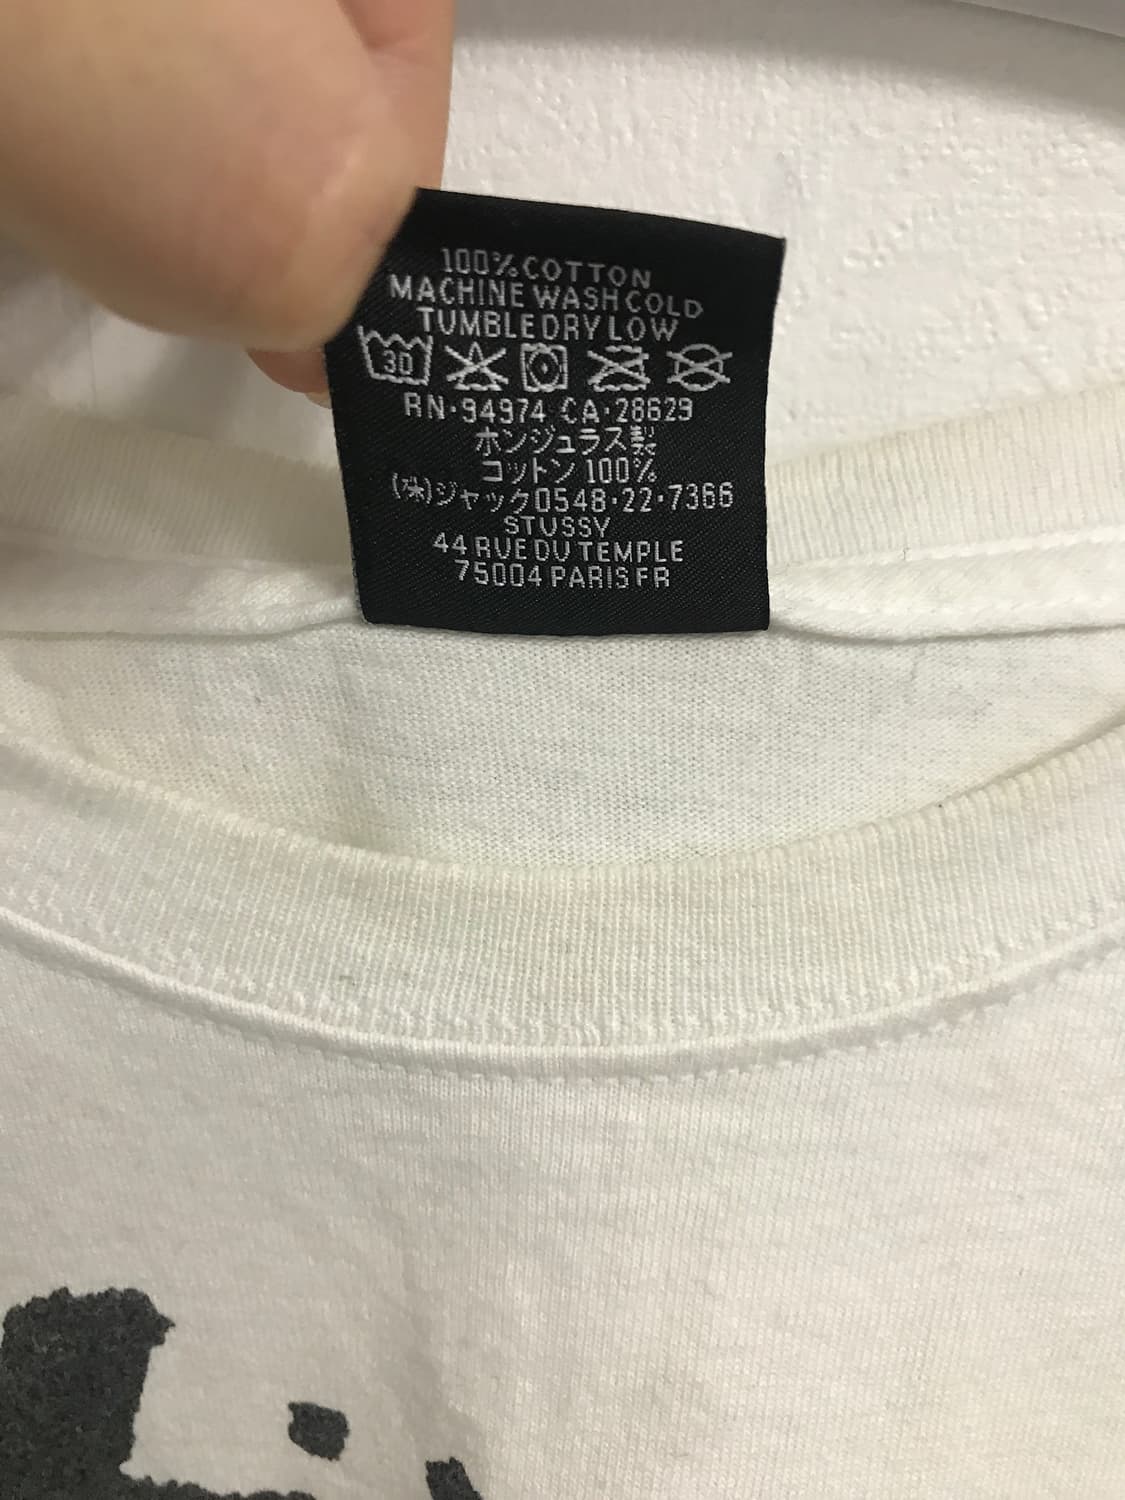 100% COTTON
MACHINE WASH COLD
TUMBLE DRY LOW
30
RN·94974 CA·28629
ホンジュラス製
コットン 100%
(株)ジャック0548·22·7366
STUSSY
44 RUE DU TEMPLE
75004 PARIS FR